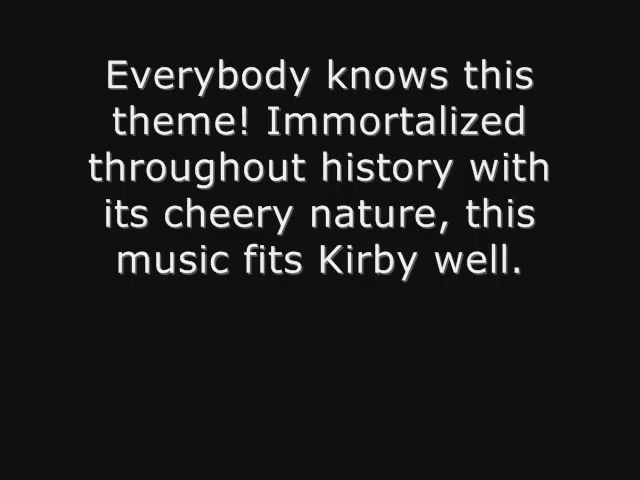 Everybody knows this
theme! Immortalized
throughout history with
its cheery nature, this
music fits Kirby well.